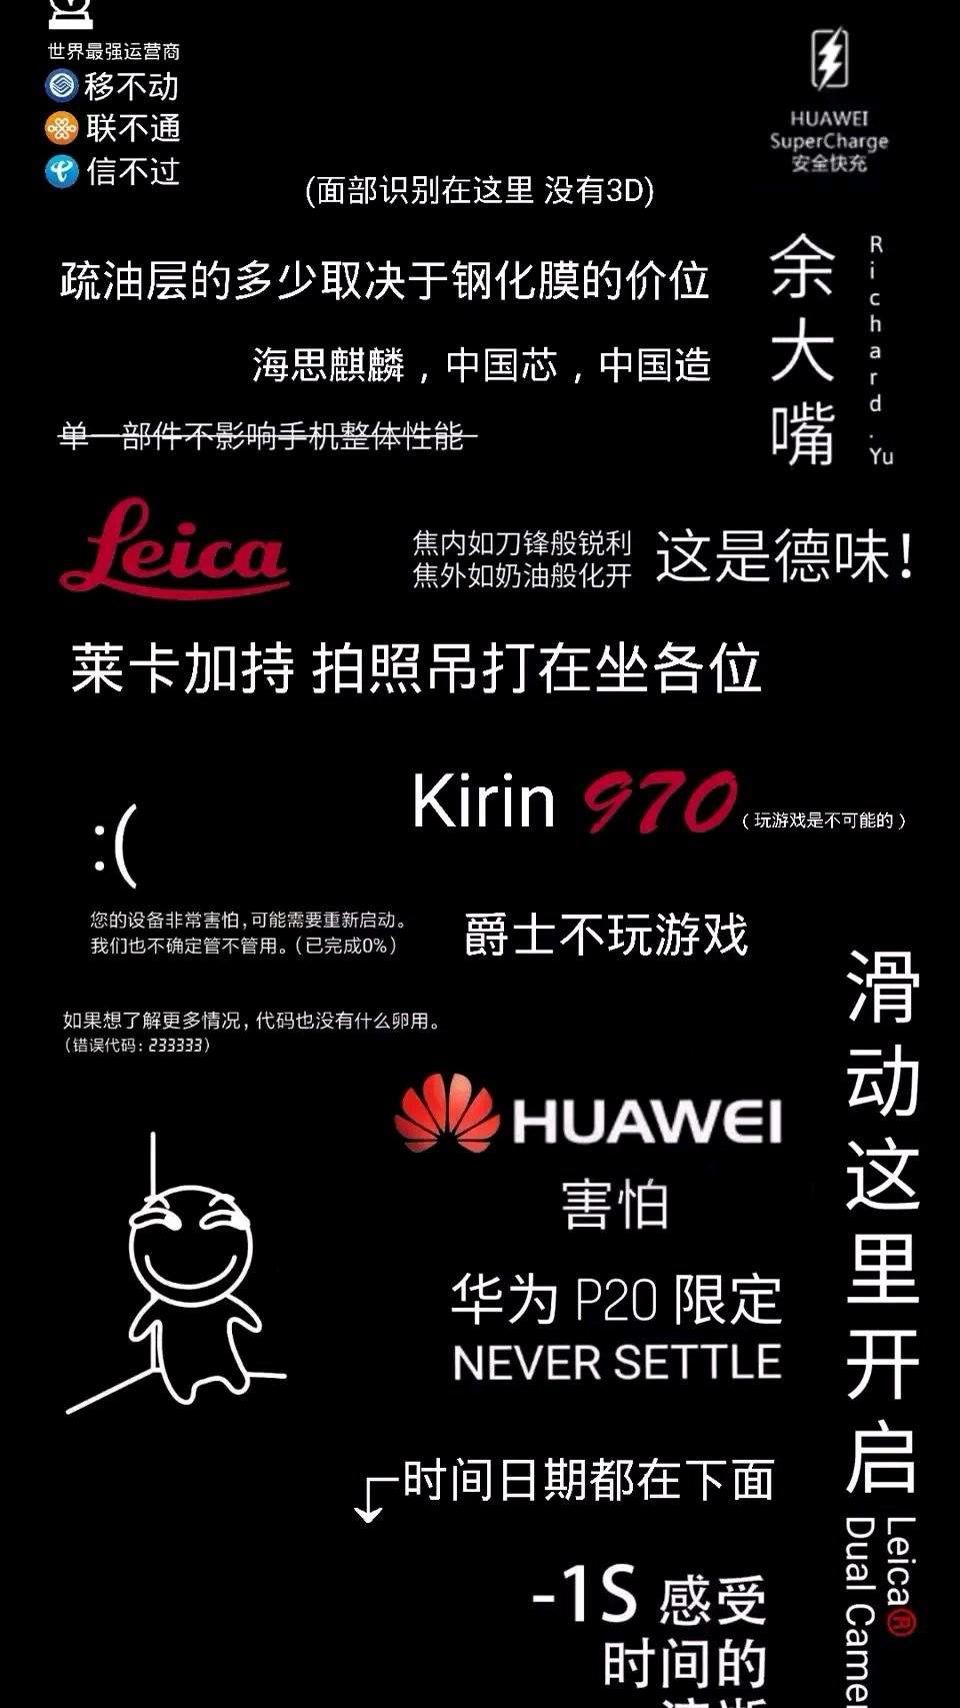 世界最强运营商
移不动
联不通
信不过
HUAWEI
SuperCharge
安全快充
(面部识别在这里 没有3D)
疏油层的多少取决于钢化膜的价位
海思麒麟，中国芯，中国造
单一部件不影响手机整体性能
余大嘴
Richard.Yu
Leica
焦内如刀锋般锐利
焦外如奶油般化开
这是德味！
莱卡加持 拍照吊打在坐各位
Kirin 970（玩游戏是不可能的）
:(
您的设备非常害怕，可能需要重新启动。
我们也不确定管不管用。（已完成0%）
爵士不玩游戏
如果想了解更多情况，代码也没有什么卵用。
（错误代码：233333）
HUAWEI
害怕
华为 P20 限定
NEVER SETTLE
滑动这里开启
Leica®
Dual Camer
时间日期都在下面
-1S 感受
时间的